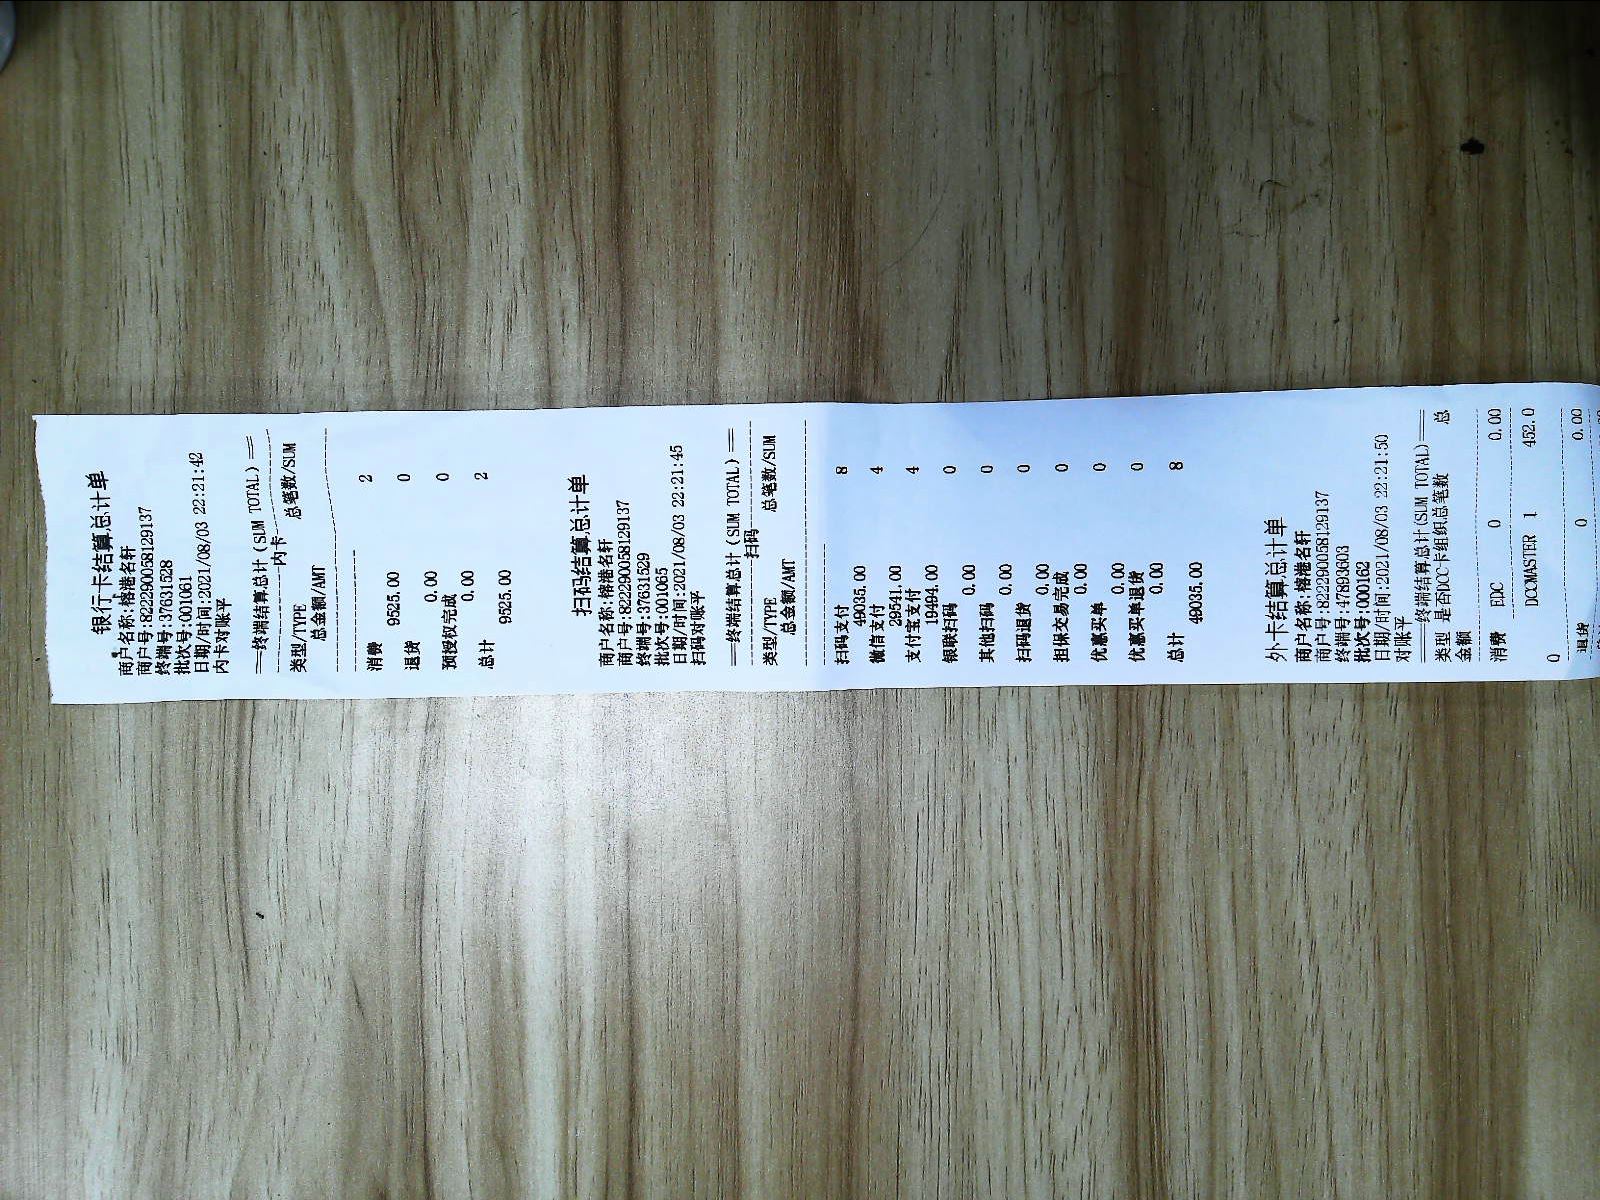 银行卡结算总计单
商户名称:榕港名轩
商户号:822290058129137
终端号:37631528
批次号:001061
日期/时间:2021/08/03 22:21:42
内卡对账平
==终端结算总计(SUM TOTAL)==
内卡
类型/TYPE 总笔数/SUM
总金额/AMT
消费 2
9525.00
退货 0
0.00
预授权完成 0
0.00
总计 2
9525.00
扫码结算总计单
商户名称:榕港名轩
商户号:822290058129137
终端号:37631529
批次号:001065
日期/时间:2021/08/03 22:21:45
扫码对账平
==终端结算总计(SUM TOTAL)==
扫码
类型/TYPE 总笔数/SUM
总金额/AMT
扫码支付 8
49035.00
微信支付 4
29541.00
支付宝支付 4
19494.00
银联扫码 0
0.00
其他扫码 0
0.00
扫码退货 0
0.00
担保交易完成 0
0.00
优惠买单 0
0.00
优惠买单退货 0
0.00
总计 8
49035.00
外卡结算总计单
商户名称:榕港名轩
商户号:822290058129137
终端号:47893603
批次号:000162
日期/时间:2021/08/03 22:21:50
对账平
==终端结算总计(SUM TOTAL)==
类型 是否DCC卡组织总笔数 总
金额
消费 EDC 0 0.00
DCCMASTER 1 452.0
0
退货 0 0.00